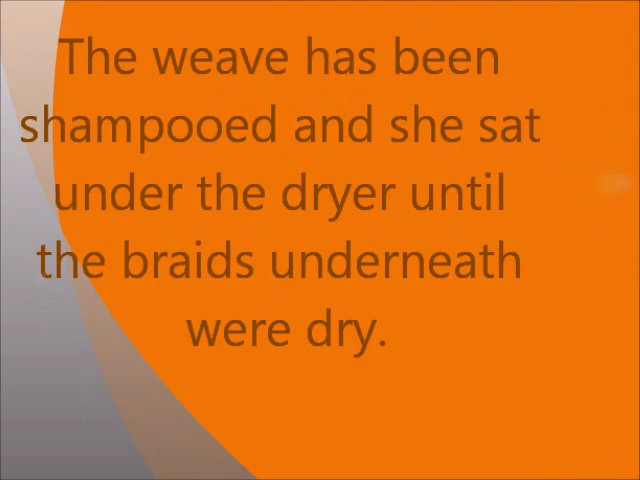 The weave has been
shampooed and she sat
under the dryer until
the braids underneath
were dry.